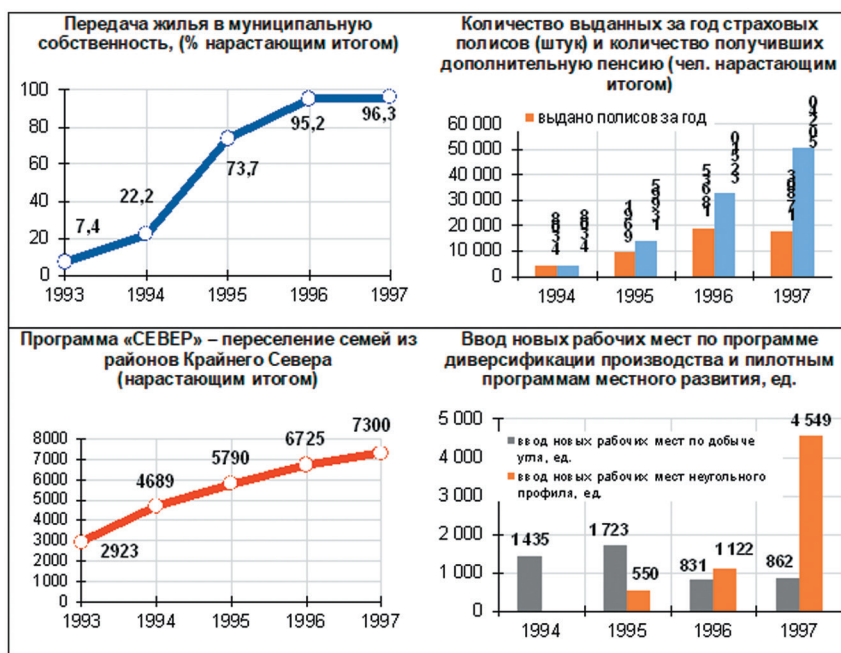 Передача жилья в муниципальную
собственность, (% нарастающим итогом)
100
80
60
40
20
0
7,4
22,2
73,7
95,2
96,3
1993 1994 1995 1996 1997
Количество выданных за год страховых
полисов (штук) и количество получивших
дополнительную пенсию (чел. нарастающим
итогом)
выдано полисов за год
60 000
50 000
40 000
30 000
20 000
10 000
0
1994 1995 1996 1997
Программа «СЕВЕР» – переселение семей из
районов Крайнего Севера
(нарастающим итогом)
8000
7000
6000
5000
4000
3000
2000
1000
0
2923
4689
5790
6725
7300
1993 1994 1995 1996 1997
Ввод новых рабочих мест по программе
диверсификации производства и пилотным
программам местного развития, ед.
ввод новых рабочих мест по добыче
угля, ед.
ввод новых рабочих мест неугольного
профиля, ед.
5 000
4 000
3 000
2 000
1 000
0
1 435
1 723
550
831
1 122
862
4 549
1994 1995 1996 1997